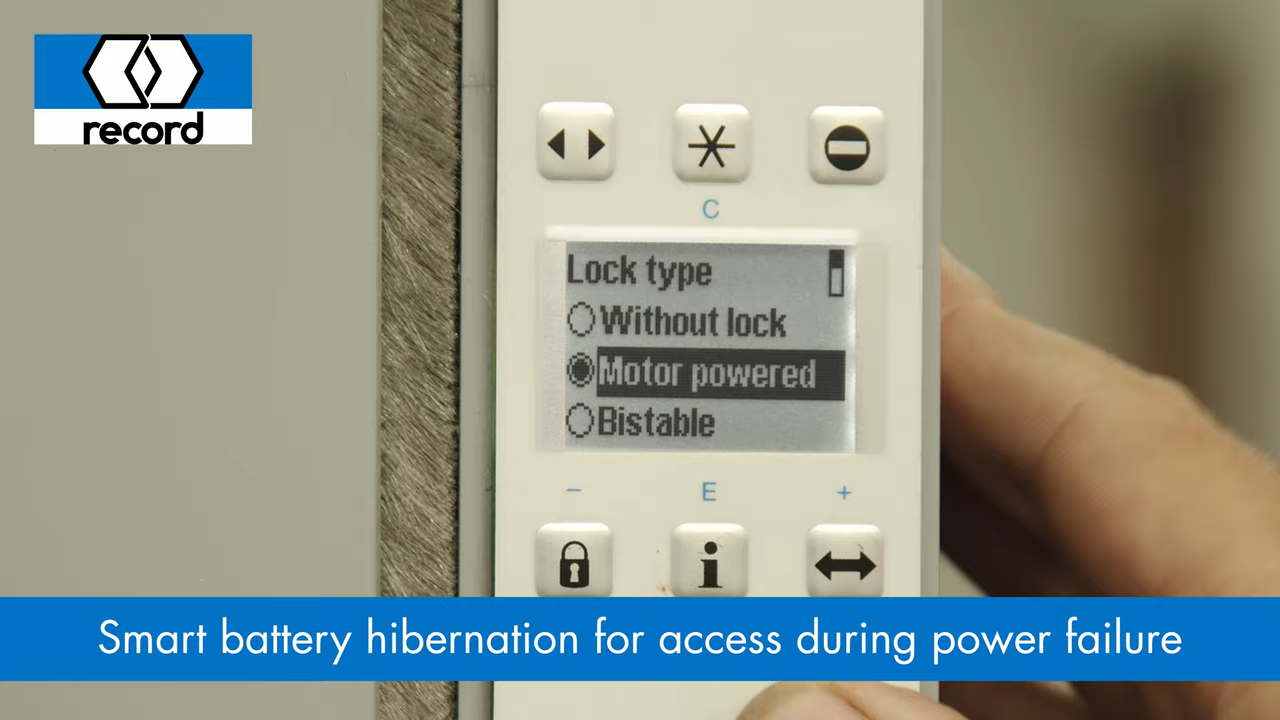 record
C
Lock type
Without lock
Motor powered
Bistable
- E +
i
Smart battery hibernation for access during power failure